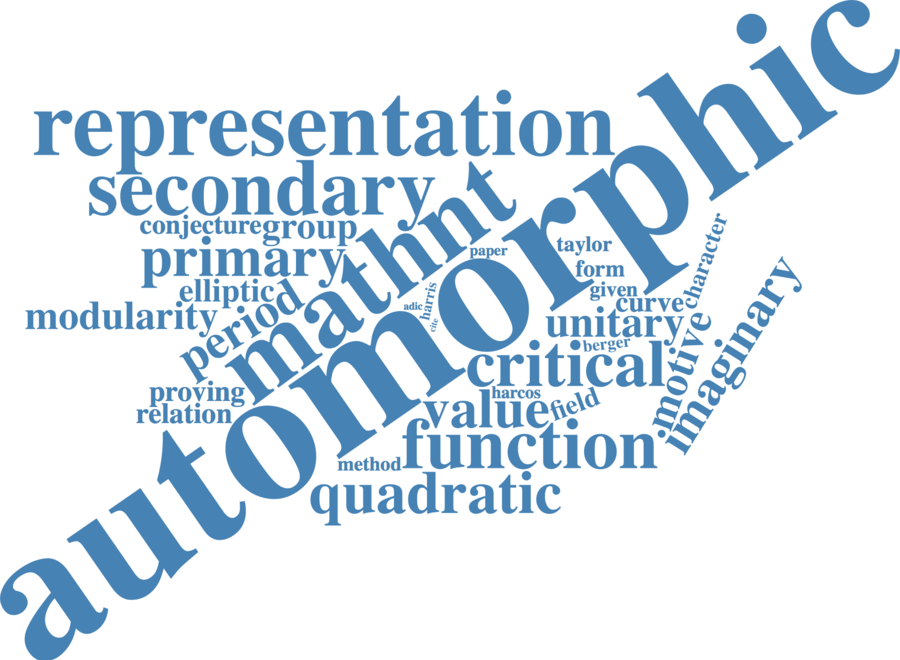 automorphic
representation
secondary
conjecture
group
mathnt
primary
paper
taylor
form
character
elliptic
harris
given
curve
modularity
period
adic
cite
unitary
berger
motive
imaginary
critical
proving
relation
harcos
value
field
function
method
quadratic